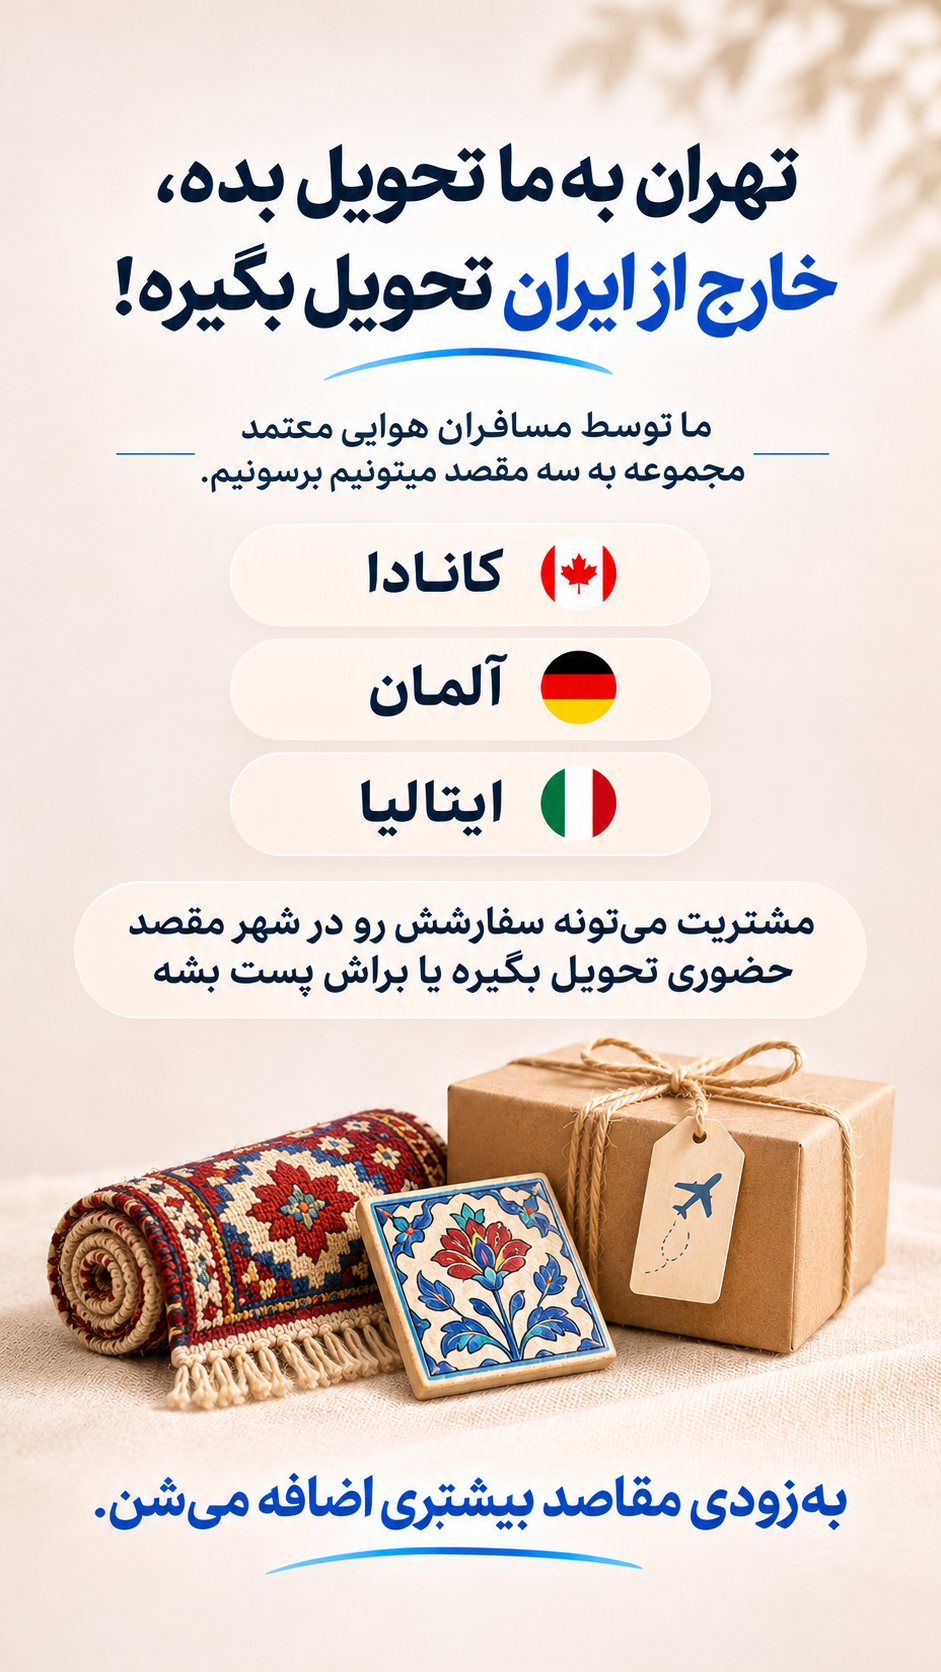 تهران به ما تحویل بده،
خارج از ایران تحویل بگیره!
ما توسط مسافران هوایی معتمد
مجموعه به سه مقصد میتونیم برسونیم.
کانادا
آلمان
ایتالیا
مشتریت می‌تونه سفارشش رو در شهر مقصد
حضوری تحویل بگیره یا براش پست بشه
به‌زودی مقاصد بیشتری اضافه می‌شن.